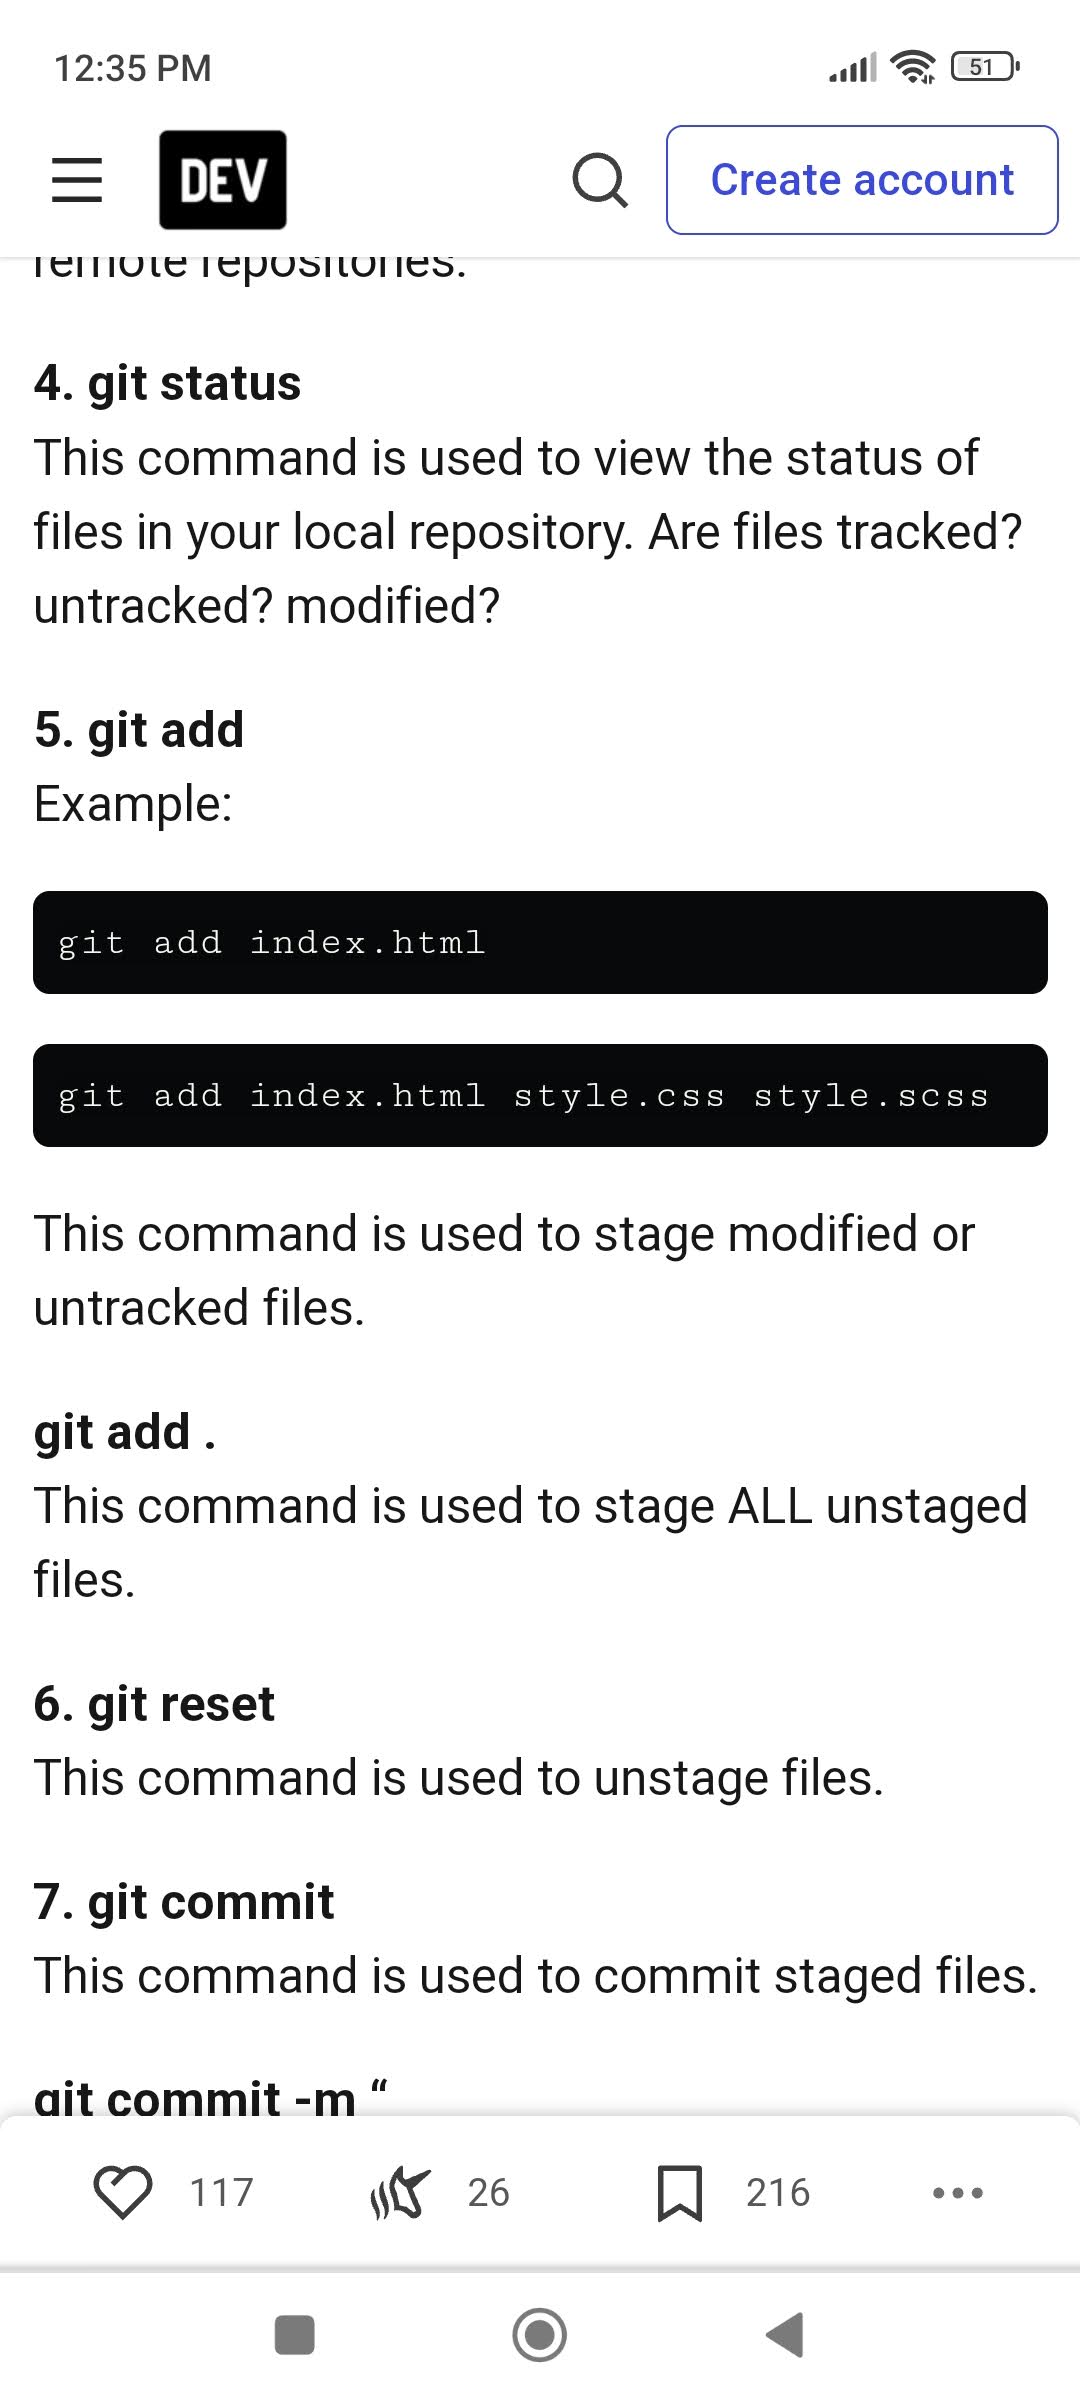 12:35 PM
51
DEV
Create account
remote repositories.
4. git status
This command is used to view the status of
files in your local repository. Are files tracked?
untracked? modified?
5. git add
Example:
git add index.html
git add index.html style.css style.scss
This command is used to stage modified or
untracked files.
git add .
This command is used to stage ALL unstaged
files.
6. git reset
This command is used to unstage files.
7. git commit
This command is used to commit staged files.
git commit -m “
117
26
216